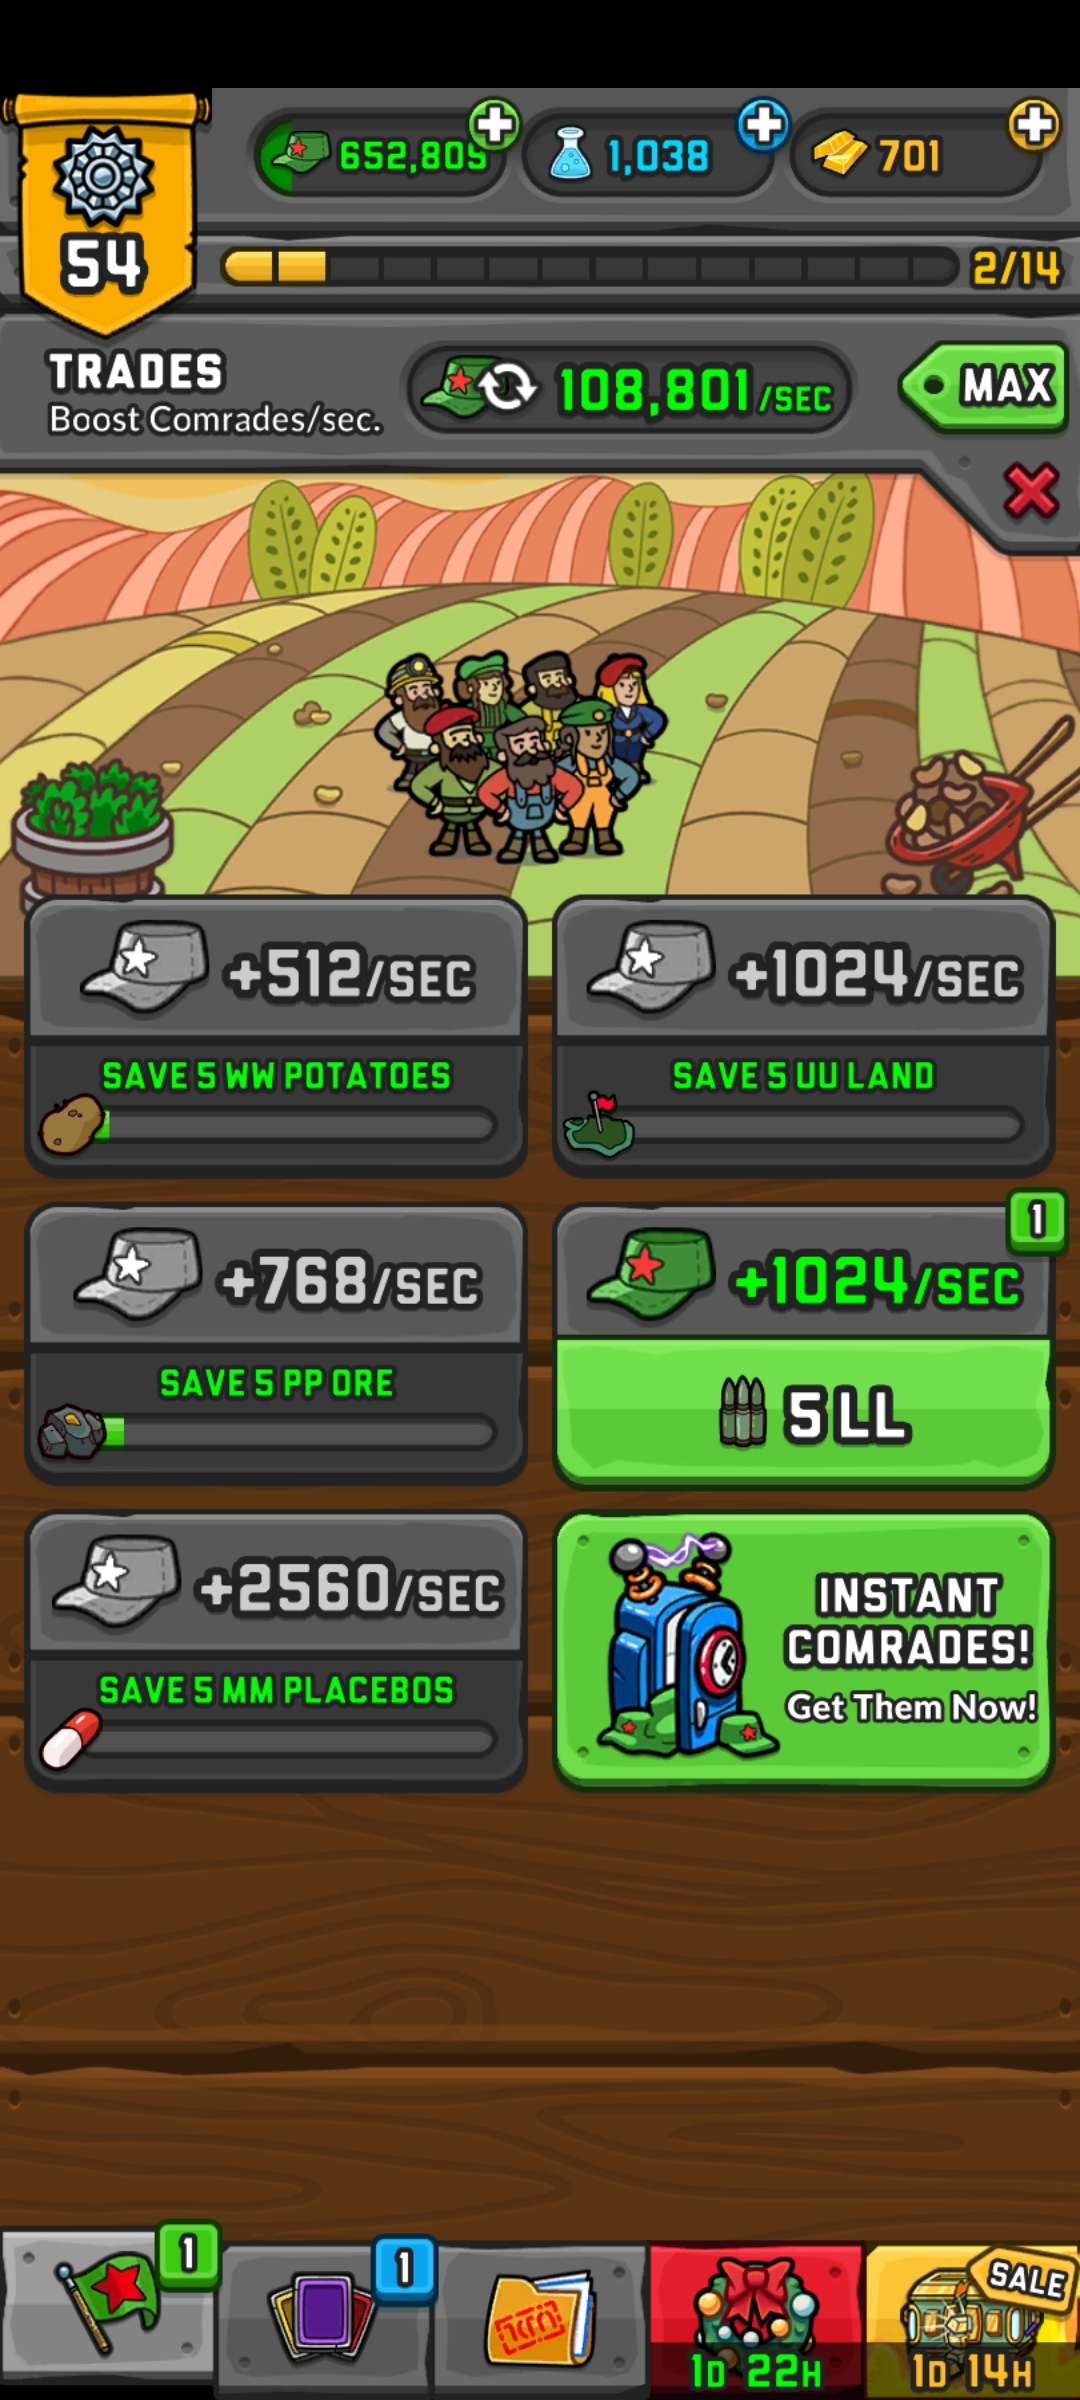 652,809
1,038
701
54
2/14
TRADES
Boost Comrades/sec.
108,801/SEC
MAX
+512/SEC
SAVE 5 WW POTATOES
+1024/SEC
SAVE 5 UU LAND
+768/SEC
SAVE 5 PP ORE
1
+1024/SEC
5 LL
+2560/SEC
SAVE 5 MM PLACEBOS
INSTANT
COMRADES!
Get Them Now!
1
1
1D 22H
SALE
1D 14H